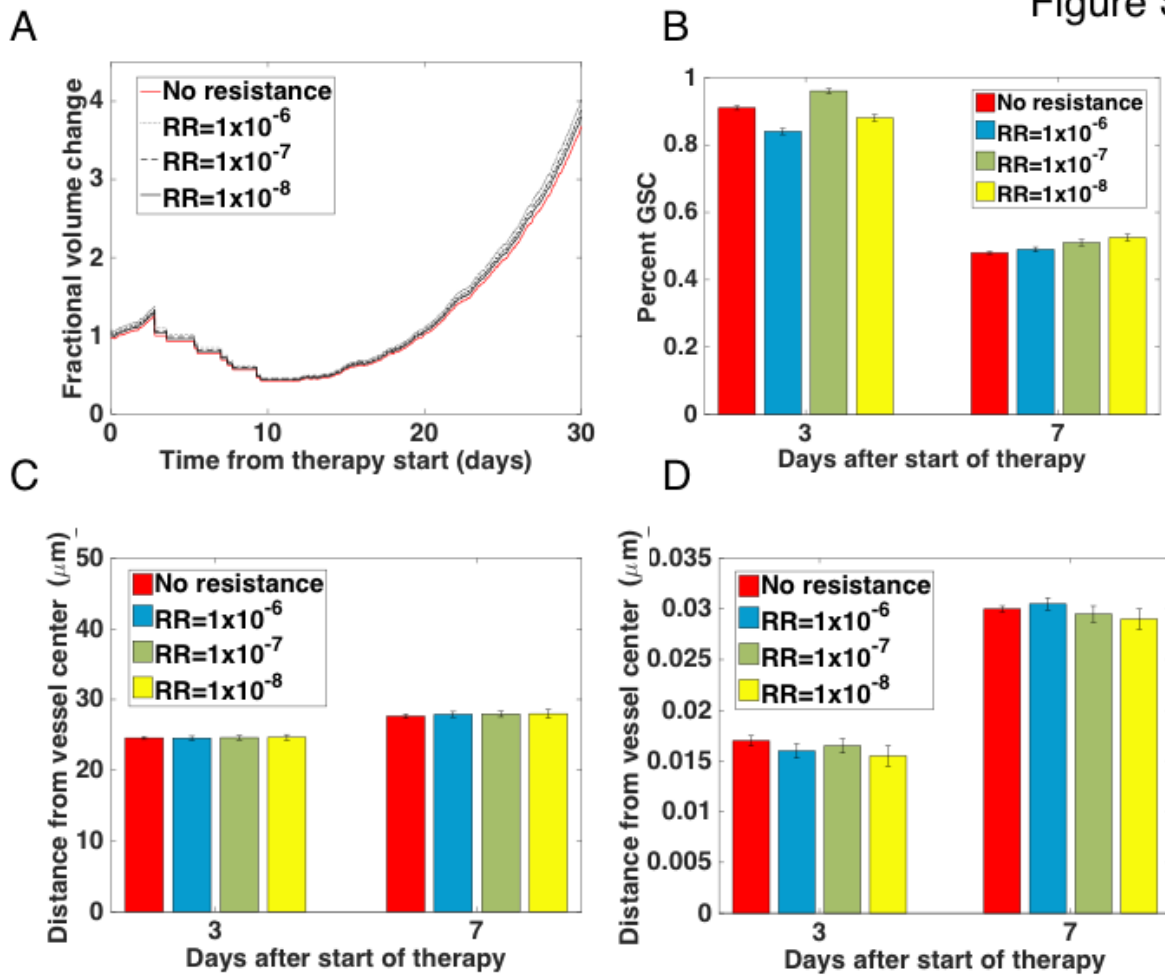 Figure
A
B
Fractional volume change
4
3
2
1
0
0
10
20
30
Time from therapy start (days)
No resistance
RR=1x10-6
RR=1x10-7
RR=1x10-8
Percent GSC
1
0.8
0.6
0.4
0.2
0
3
7
Days after start of therapy
No resistance
RR=1x10-6
RR=1x10-7
RR=1x10-8
C
D
Distance from vessel center (μm)
50
40
30
20
10
0
3
7
Days after start of therapy
No resistance
RR=1x10-6
RR=1x10-7
RR=1x10-8
Distance from vessel center (μm)
0.035
0.03
0.025
0.02
0.015
0.01
0.005
0
3
7
Days after start of therapy
No resistance
RR=1x10-6
RR=1x10-7
RR=1x10-8